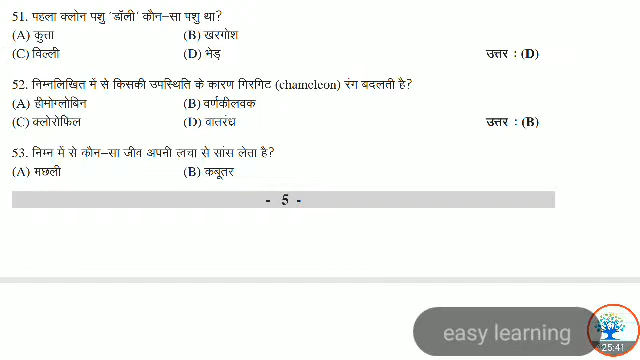 51. पहला क्लोन पशु ‘डॉली’ कौन-सा पशु था?
(A) कुत्ता (B) खरगोश
(C) बिल्ली (D) भेड़ उत्तर : (D)
52. निम्नलिखित में से किसकी उपस्थिति के कारण गिरगिट (chameleon) रंग बदलती है?
(A) हीमोग्लोबिन (B) वर्णकीलवक
(C) क्लोरोफिल (D) वातरंध्र उत्तर : (B)
53. निम्न में से कौन-सा जीव अपनी त्वचा से सांस लेता है?
(A) मछली (B) कबूतर
- 5 -
easy learning
25:41